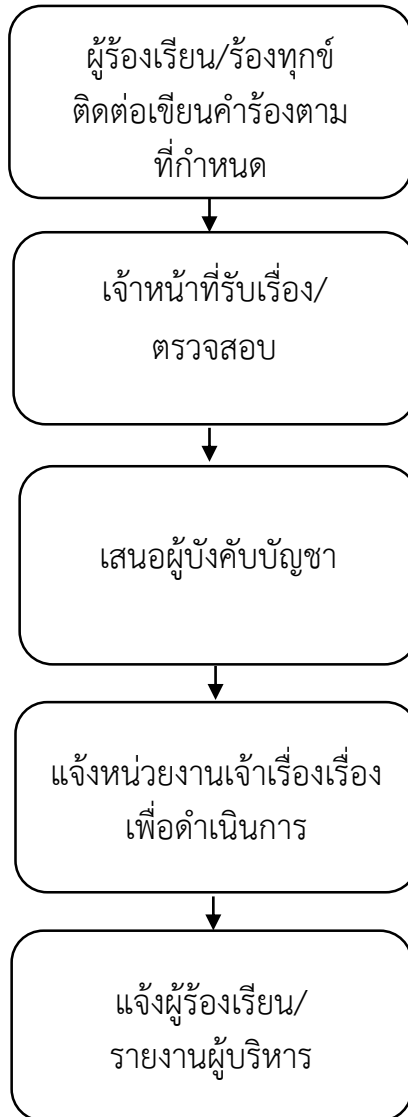 ผู้ร้องเรียน/ร้องทุกข์
ติดต่อเขียนคำร้องตาม
ที่กำหนด
เจ้าหน้าที่รับเรื่อง/
ตรวจสอบ
เสนอผู้บังคับบัญชา
แจ้งหน่วยงานเจ้าเรื่องเรื่อง
เพื่อดำเนินการ
แจ้งผู้ร้องเรียน/
รายงานผู้บริหาร